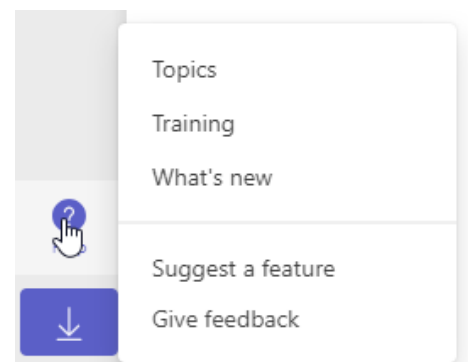 Topics
Training
What's new
Suggest a feature
Give feedback